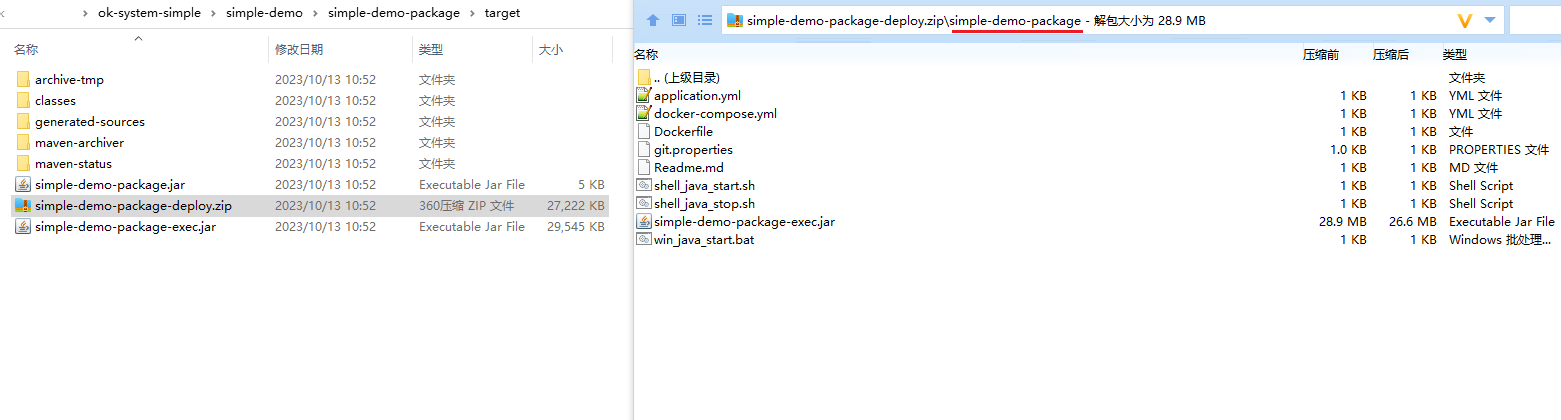 ok-system-simple › simple-demo › simple-demo-package › target
名称 修改日期 类型 大小
archive-tmp 2023/10/13 10:52 文件夹
classes 2023/10/13 10:52 文件夹
generated-sources 2023/10/13 10:52 文件夹
maven-archiver 2023/10/13 10:52 文件夹
maven-status 2023/10/13 10:52 文件夹
simple-demo-package.jar 2023/10/13 10:52 Executable Jar File 5 KB
simple-demo-package-deploy.zip 2023/10/13 10:52 360压缩 ZIP 文件 27,222 KB
simple-demo-package-exec.jar 2023/10/13 10:52 Executable Jar File 29,545 KB
simple-demo-package-deploy.zip\simple-demo-package - 解包大小为 28.9 MB
名称 压缩前 压缩后 类型
.. (上级目录) 文件夹
application.yml 1 KB 1 KB YML 文件
docker-compose.yml 1 KB 1 KB YML 文件
Dockerfile 1 KB 1 KB 文件
git.properties 1.0 KB 1 KB PROPERTIES 文件
Readme.md 1 KB 1 KB MD 文件
shell_java_start.sh 1 KB 1 KB Shell Script
shell_java_stop.sh 1 KB 1 KB Shell Script
simple-demo-package-exec.jar 28.9 MB 26.6 MB Executable Jar File
win_java_start.bat 1 KB 1 KB Windows 批处理...